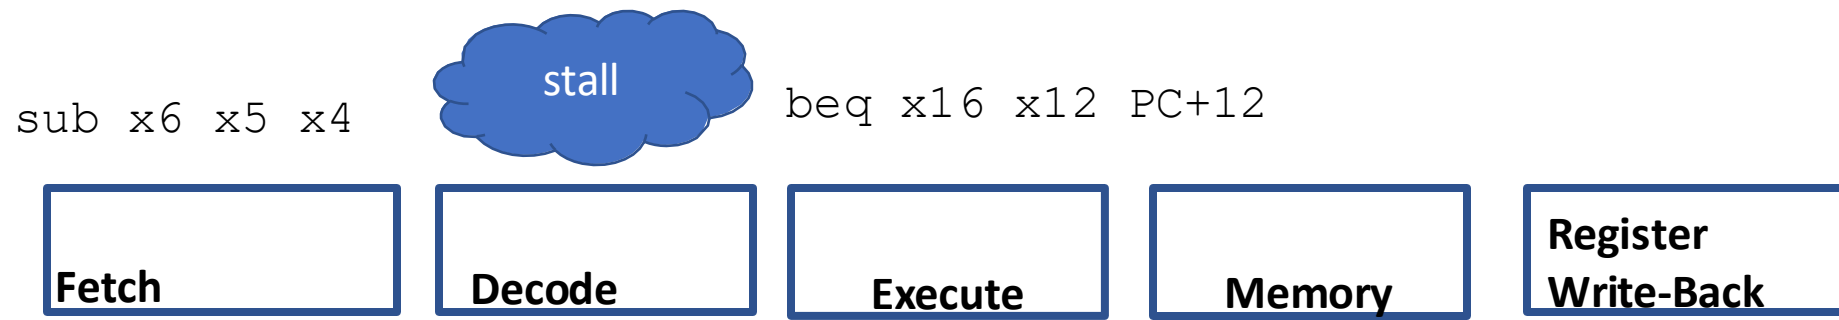 stall
sub x6 x5 x4
beq x16 x12 PC+12
Fetch
Decode
Execute
Memory
Register
Write-Back